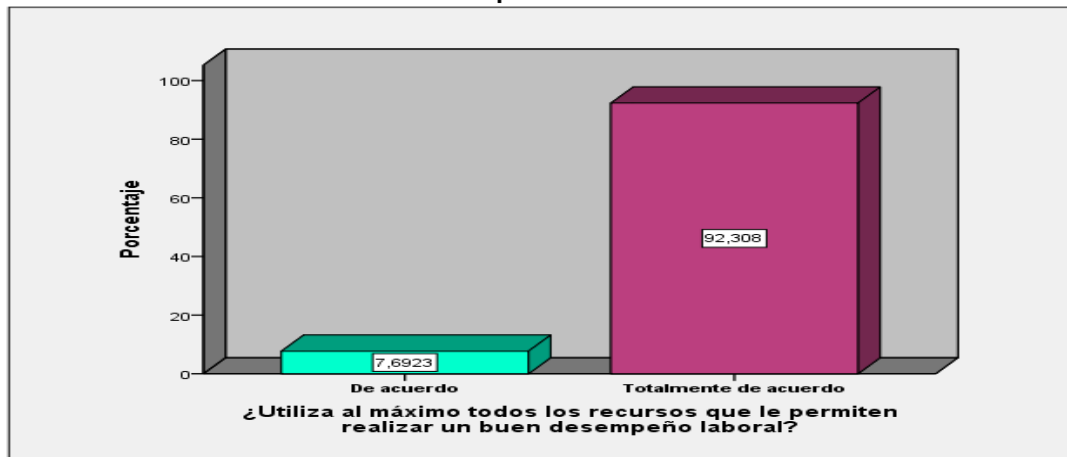 Porcentaje
100
80
60
40
20
0
7,6923
92,308
De acuerdo
Totalmente de acuerdo
¿Utiliza al máximo todos los recursos que le permiten
realizar un buen desempeño laboral?